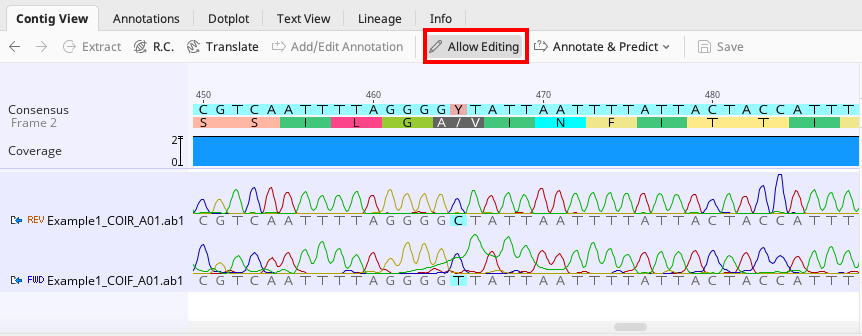 Contig View Annotations Dotplot Text View Lineage Info
Extract R.C. Translate Add/Edit Annotation Allow Editing Annotate & Predict Save
450 460 470 480
Consensus C G T C A A T T T T A G G G G Y T A T T A A T T T T A T T A C T A C C A T T T
Frame 2 S S I L G A / V I N F I T T I
Coverage 2 0
REV Example1_COIR_A01.ab1 C G T C A A T T T T A G G G G C T A T T A A T T T T A T T A C T A C C A T T T
FWD Example1_COIF_A01.ab1 C G T C A A T T T T A G G G G T T A T T A A T T T T A T T A C T A C C A T T T